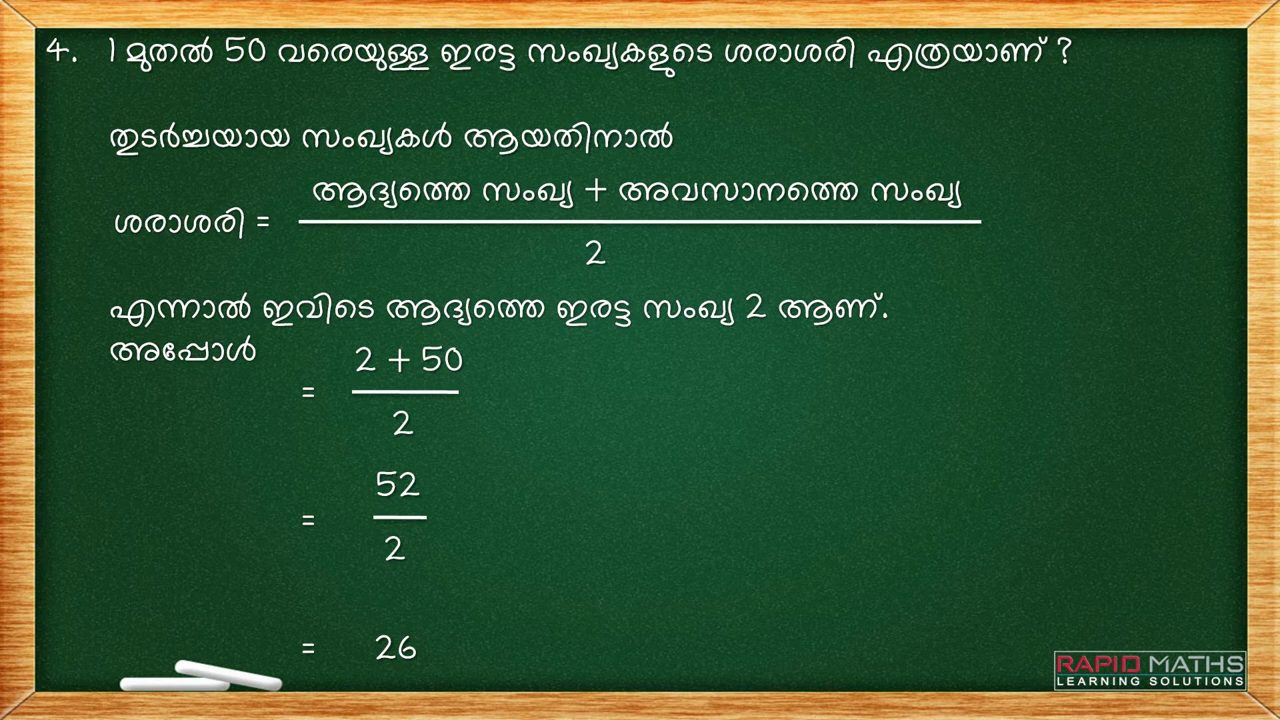 4. 1 മുതൽ 50 വരെയുള്ള ഇരട്ട സംഖ്യകളുടെ ശരാശരി എത്രയാണ് ?
തുടർച്ചയായ സംഖ്യകൾ ആയതിനാൽ
ആദ്യത്തെ സംഖ്യ + അവസാനത്തെ സംഖ്യ
ശരാശരി =
2
എന്നാൽ ഇവിടെ ആദ്യത്തെ ഇരട്ട സംഖ്യ 2 ആണ്.
അപ്പോൾ
2 + 50
=
2
52
=
2
= 26
RAPID MATHS
LEARNING SOLUTIONS